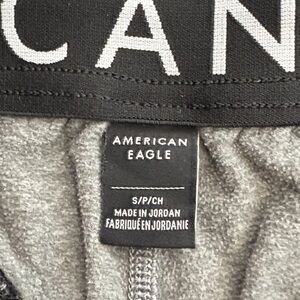 CAN
AMERICAN
EAGLE
S/P/CH
MADE IN JORDAN
FABRIQUÉ EN JORDANIE